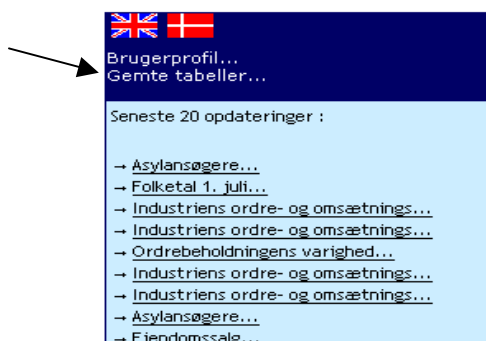 Brugerprofil...
Gemte tabeller...
Seneste 20 opdateringer :
→ Asylansøgere...
→ Folketal 1. juli...
→ Industriens ordre- og omsætnings...
→ Industriens ordre- og omsætnings...
→ Ordrebeholdningens varighed...
→ Industriens ordre- og omsætnings...
→ Industriens ordre- og omsætnings...
→ Asylansøgere...
→ Ejendomssalg...